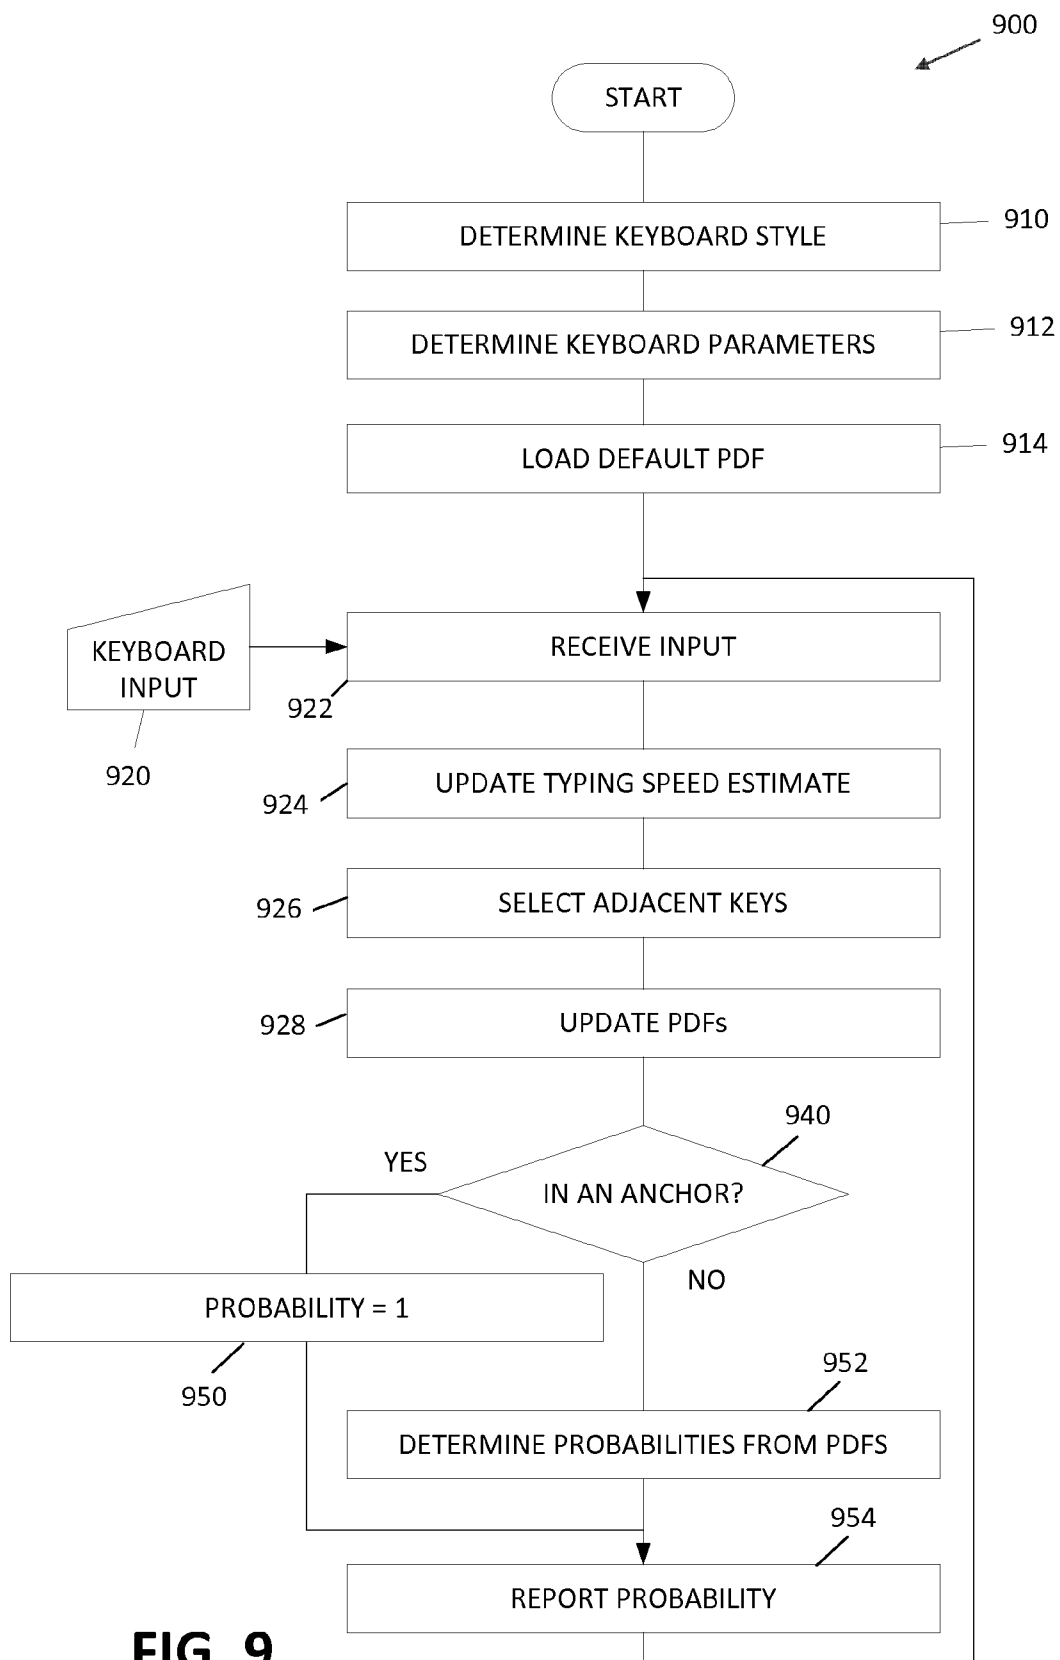 900
START
DETERMINE KEYBOARD STYLE
910
DETERMINE KEYBOARD PARAMETERS
912
LOAD DEFAULT PDF
914
KEYBOARD
INPUT
920
RECEIVE INPUT
922
UPDATE TYPING SPEED ESTIMATE
924
SELECT ADJACENT KEYS
926
UPDATE PDFs
928
940
YES
IN AN ANCHOR?
NO
PROBABILITY = 1
950
952
DETERMINE PROBABILITIES FROM PDFS
954
REPORT PROBABILITY
FIG. 9